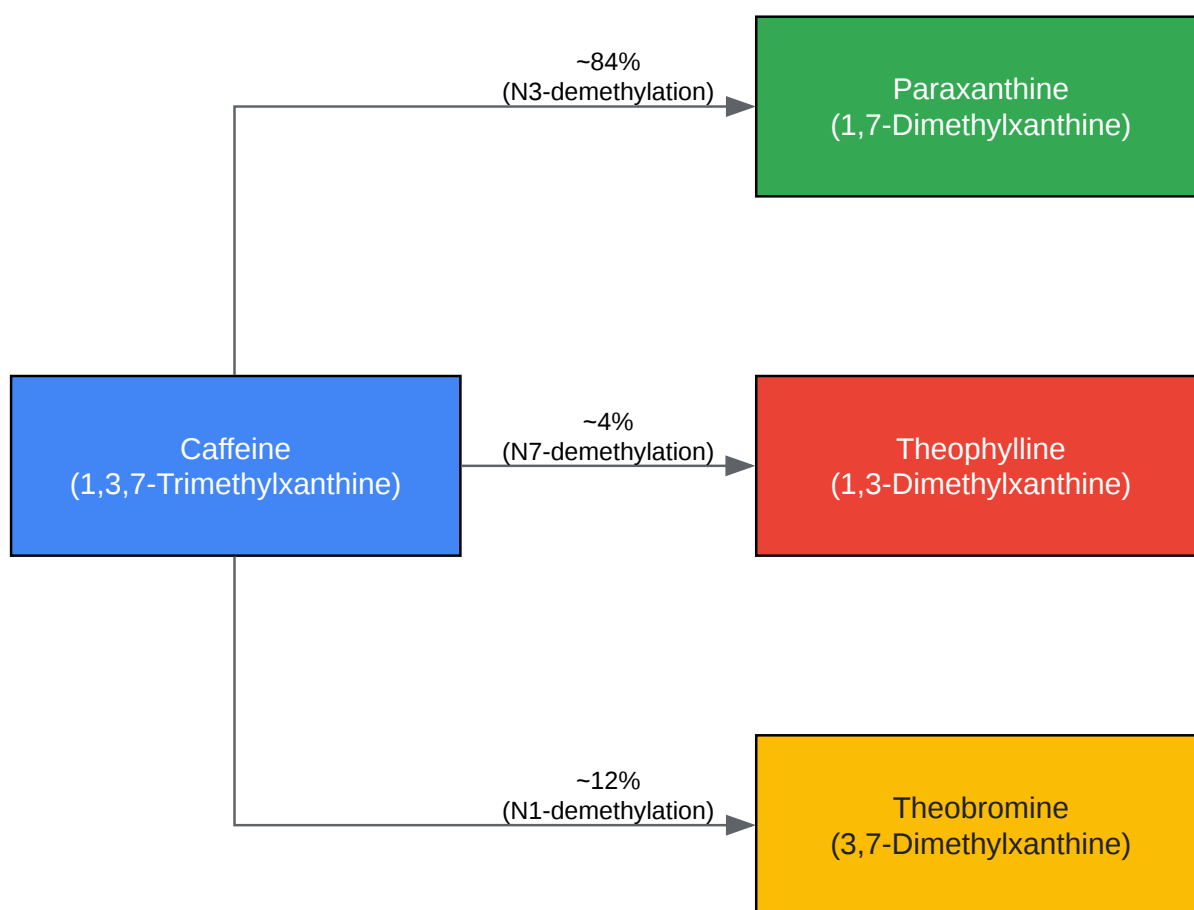 ~84%
(N3-demethylation)
Paraxanthine
(1,7-Dimethylxanthine)
Caffeine
(1,3,7-Trimethylxanthine)
~4%
(N7-demethylation)
Theophylline
(1,3-Dimethylxanthine)
~12%
(N1-demethylation)
Theobromine
(3,7-Dimethylxanthine)